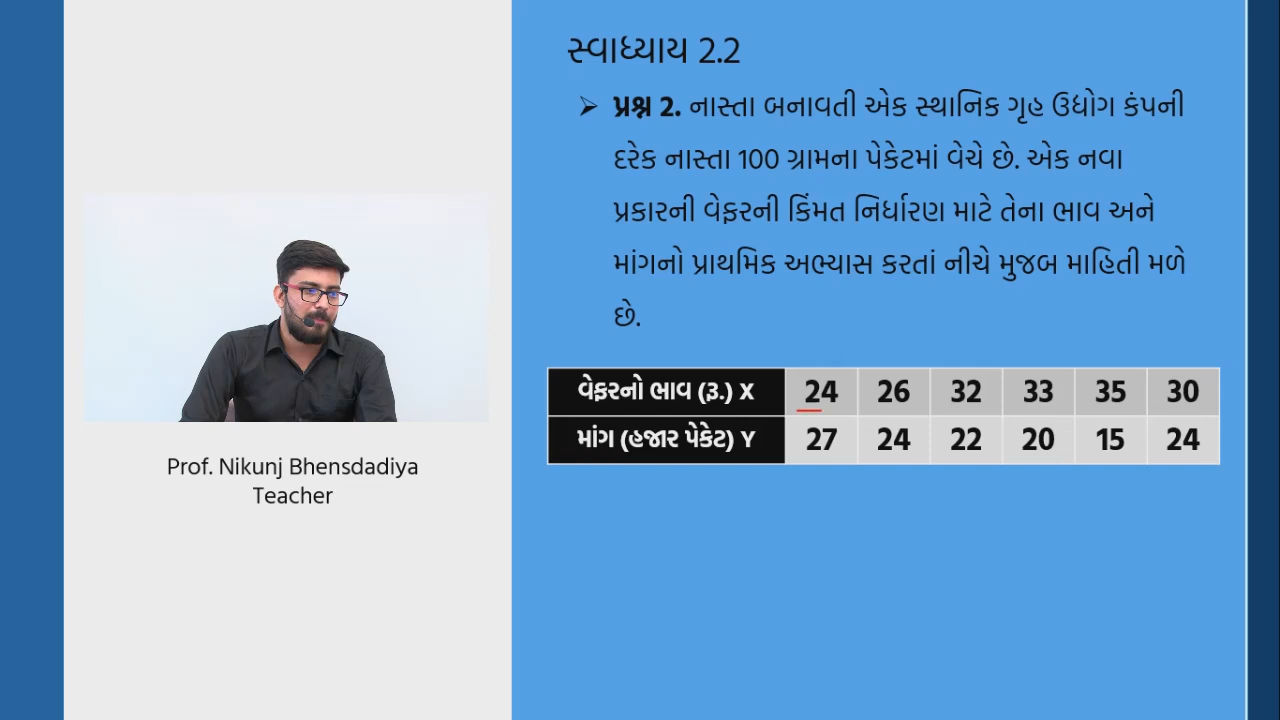 સ્વાધ્યાય 2.2
➢ પ્રશ્ન 2. નાસ્તા બનાવતી એક સ્થાનિક ગૃહ ઉદ્યોગ કંપની
દરેક નાસ્તા 100 ગ્રામના પેકેટમાં વેચે છે. એક નવા
પ્રકારની વેફરની કિંમત નિર્ધારણ માટે તેના ભાવ અને
માંગનો પ્રાથમિક અભ્યાસ કરતાં નીચે મુજબ માહિતી મળે
છે.
વેફરનો ભાવ (રૂ.) X 24 26 32 33 35 30
માંગ (હજાર પેકેટ) Y 27 24 22 20 15 24
Prof. Nikunj Bhensdadiya
Teacher